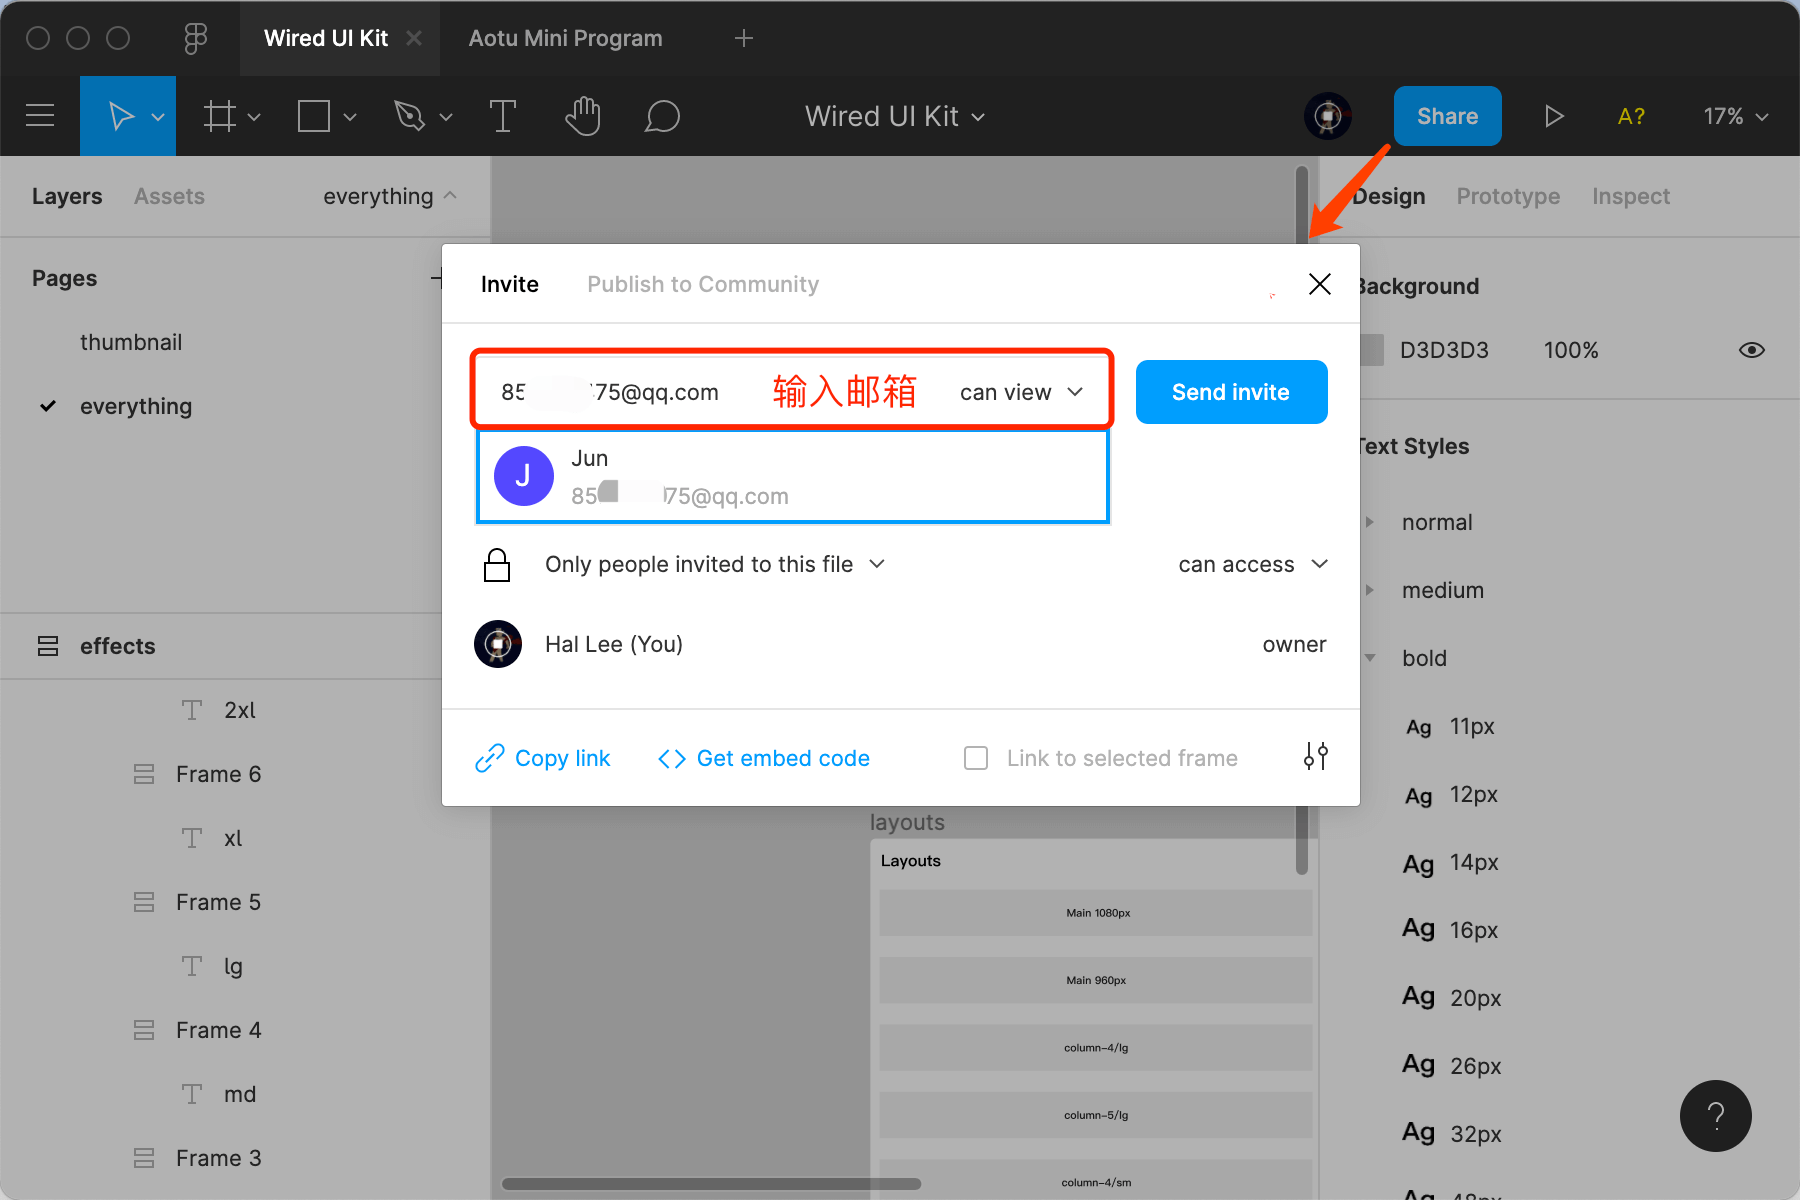 Wired UI Kit
Aotu Mini Program
Wired UI Kit
Share
A?
17%
Layers
Assets
everything
Design
Prototype
Inspect
Pages
thumbnail
everything
effects
2xl
Frame 6
xl
Frame 5
lg
Frame 4
md
Frame 3
Invite
Publish to Community
85 75@qq.com
输入邮箱
can view
Send invite
J
Jun
85 75@qq.com
Only people invited to this file
can access
Hal Lee (You)
owner
Copy link
Get embed code
Link to selected frame
layouts
Layouts
Main 1080px
Main 960px
column-4/lg
column-5/lg
column-4/sm
Background
D3D3D3
100%
Text Styles
normal
medium
bold
Ag 11px
Ag 12px
Ag 14px
Ag 16px
Ag 20px
Ag 26px
Ag 32px
Ag 48px
?